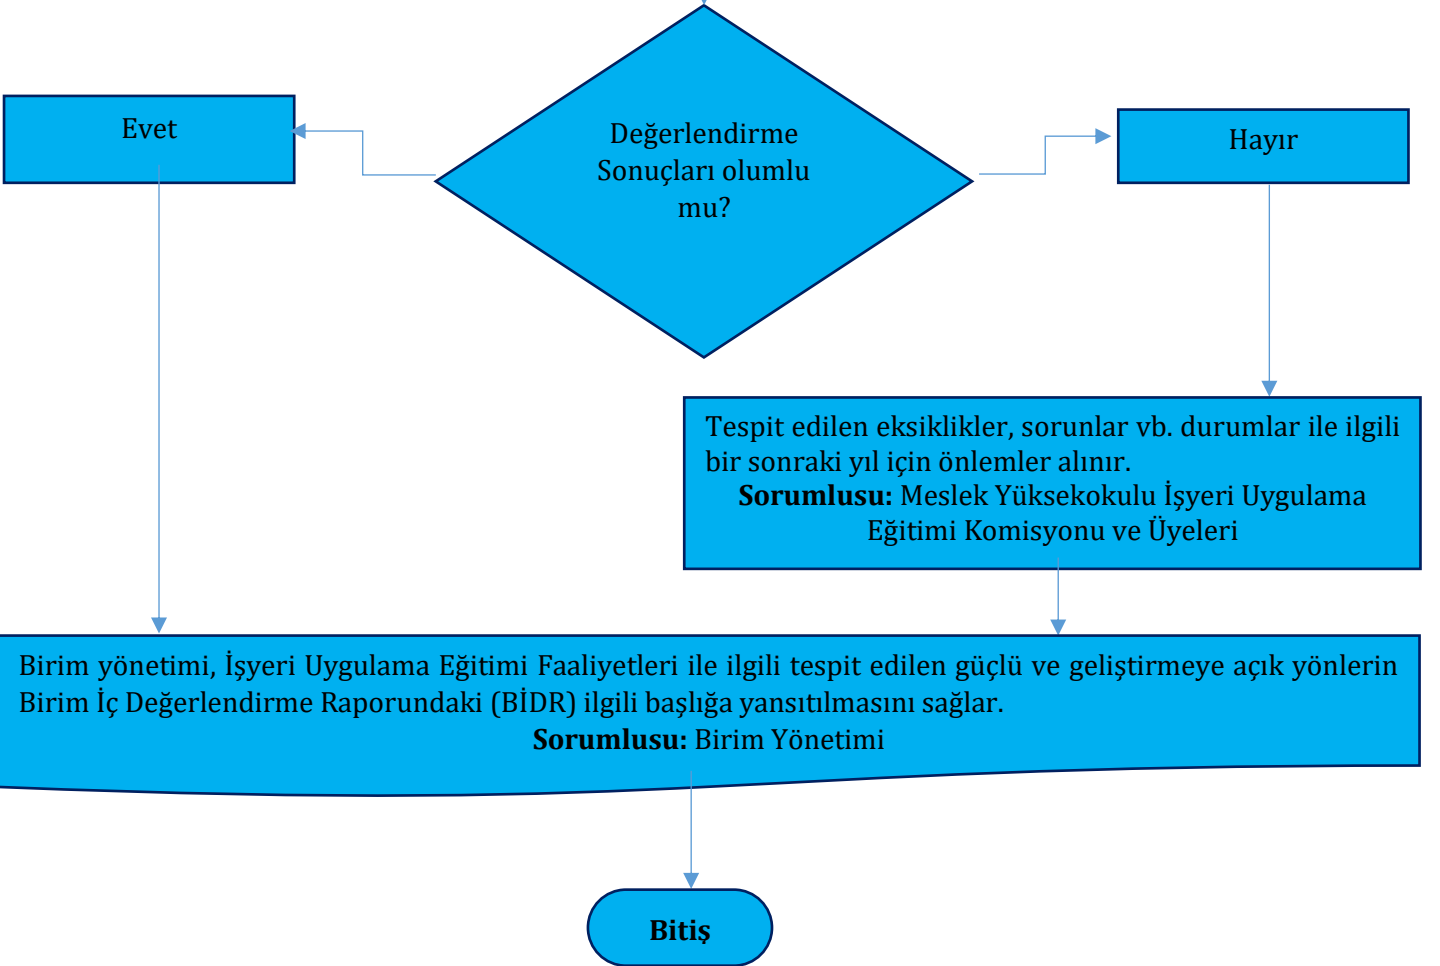 Değerlendirme
Sonuçları olumlu
mu?
Evet
Hayır
Tespit edilen eksiklikler, sorunlar vb. durumlar ile ilgili
bir sonraki yıl için önlemler alınır.
Sorumlusu: Meslek Yüksekokulu İşyeri Uygulama
Eğitimi Komisyonu ve Üyeleri
Birim yönetimi, İşyeri Uygulama Eğitimi Faaliyetleri ile ilgili tespit edilen güçlü ve geliştirmeye açık yönlerin
Birim İç Değerlendirme Raporundaki (BİDR) ilgili başlığa yansıtılmasını sağlar.
Sorumlusu: Birim Yönetimi
Bitiş